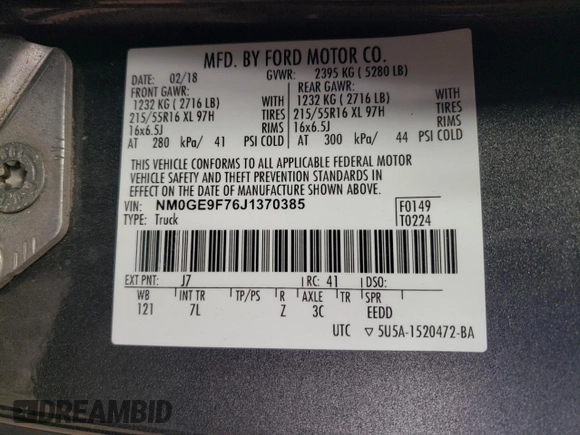 MFD. BY FORD MOTOR CO.
DATE: 02/18 GVWR: 2395 KG ( 5280 LB)
FRONT GAWR: REAR GAWR:
1232 KG ( 2716 LB) WITH 1232 KG ( 2716 LB) WITH
215/55R16 XL 97H TIRES 215/55R16 XL 97H TIRES
16x6.5J RIMS 16x6.5J RIMS
AT 280 kPa/ 41 PSI COLD AT 300 kPa/ 44 PSI COLD
THIS VEHICLE CONFORMS TO ALL APPLICABLE FEDERAL MOTOR
VEHICLE SAFETY AND THEFT PREVENTION STANDARDS IN
EFFECT ON THE DATE OF MANUFACTURE SHOWN ABOVE.
VIN: NM0GE9F76J1370385 F0149
TYPE: Truck T0224
EXT PNT: J7 RC: 41 DSO:
WB INT TR TP/PS R AXLE TR SPR
121 7L Z 3C EEDD
UTC ▽ 5U5A-1520472-BA
DREAMBID